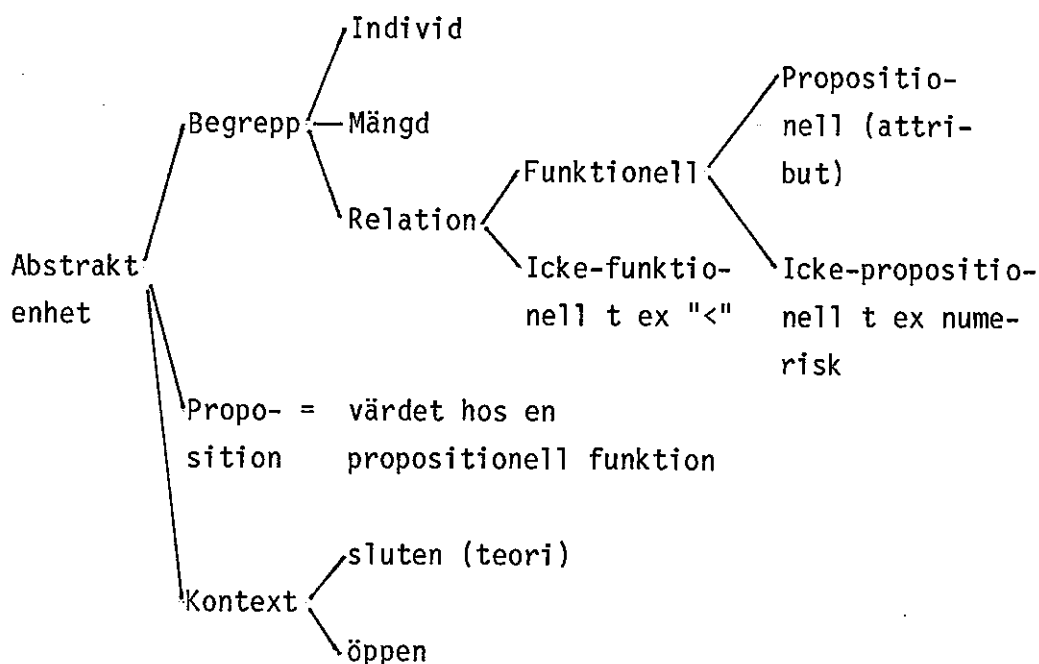 Individ
Begrepp
Mängd
Relation
Funktionell
Propositio-
nell (attri-
but)
Icke-funktio-
nell t ex "<"
Icke-propositio-
nell t ex nume-
risk
Abstrakt
enhet
Propo- = värdet hos en
sition propositionell funktion
sluten (teori)
Kontext
öppen